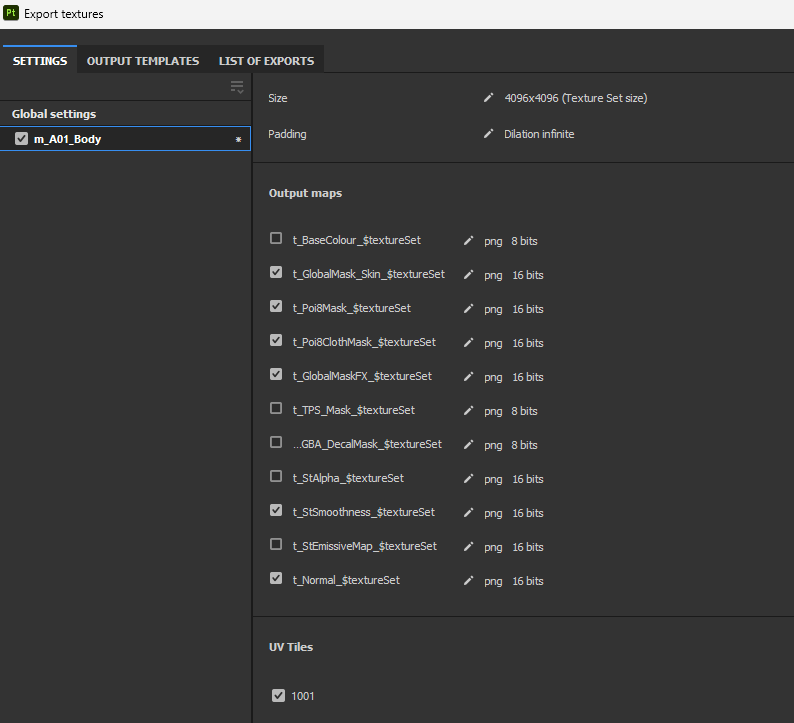 Pt Export textures
SETTINGS OUTPUT TEMPLATES LIST OF EXPORTS
Global settings
m_A01_Body *
Size 4096x4096 (Texture Set size)
Padding Dilation infinite
Output maps
t_BaseColour_$textureSet png 8 bits
t_GlobalMask_Skin_$textureSet png 16 bits
t_Poi8Mask_$textureSet png 16 bits
t_Poi8ClothMask_$textureSet png 16 bits
t_GlobalMaskFX_$textureSet png 16 bits
t_TPS_Mask_$textureSet png 8 bits
...GBA_DecalMask_$textureSet png 8 bits
t_StAlpha_$textureSet png 16 bits
t_StSmoothness_$textureSet png 16 bits
t_StEmissiveMap_$textureSet png 16 bits
t_Normal_$textureSet png 16 bits
UV Tiles
1001